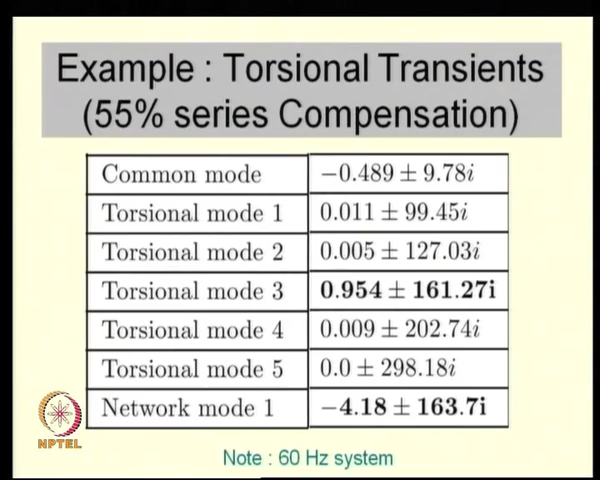 Example : Torsional Transients
(55% series Compensation)
Common mode −0.489 ± 9.78i
Torsional mode 1 0.011 ± 99.45i
Torsional mode 2 0.005 ± 127.03i
Torsional mode 3 0.954 ± 161.27i
Torsional mode 4 0.009 ± 202.74i
Torsional mode 5 0.0 ± 298.18i
Network mode 1 −4.18 ± 163.7i
NPTEL
Note : 60 Hz system